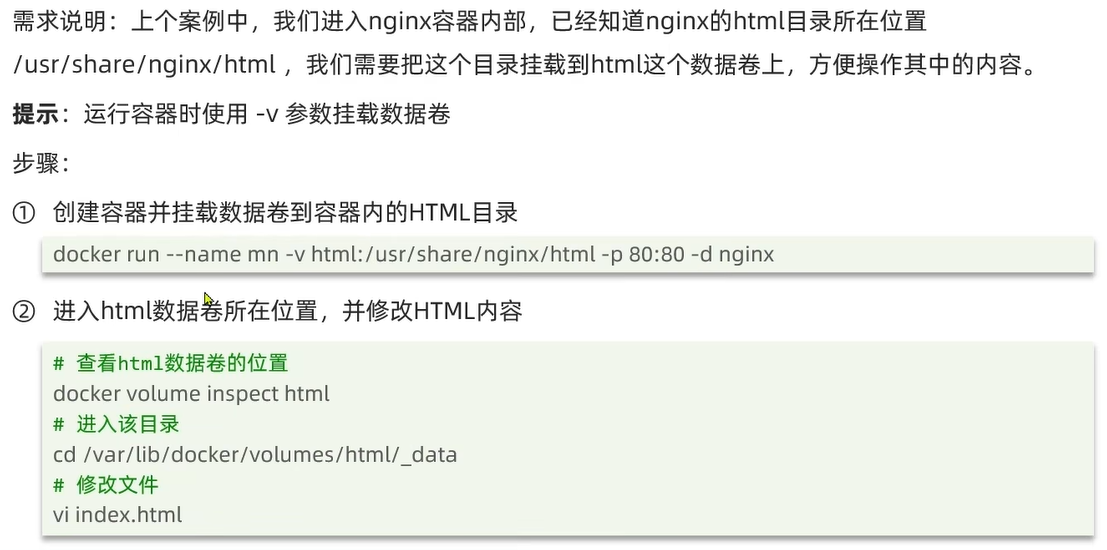 需求说明：上个案例中，我们进入nginx容器内部，已经知道nginx的html目录所在位置
/usr/share/nginx/html ，我们需要把这个目录挂载到html这个数据卷上，方便操作其中的内容。
提示：运行容器时使用 -v 参数挂载数据卷
步骤：
① 创建容器并挂载数据卷到容器内的HTML目录
docker run --name mn -v html:/usr/share/nginx/html -p 80:80 -d nginx
② 进入html数据卷所在位置，并修改HTML内容
# 查看html数据卷的位置
docker volume inspect html
# 进入该目录
cd /var/lib/docker/volumes/html/_data
# 修改文件
vi index.html